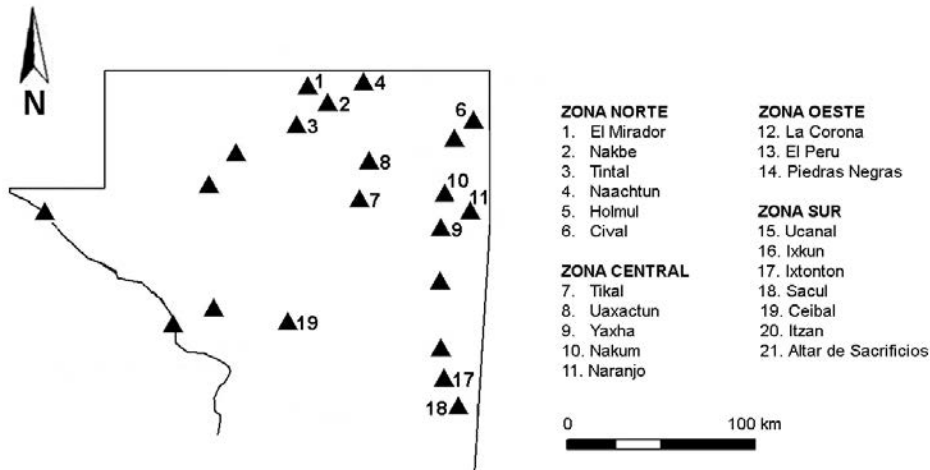 N
1
4
2
3
6
8
10
7
11
9
19
17
18
ZONA NORTE
1. El Mirador
2. Nakbe
3. Tintal
4. Naachtun
5. Holmul
6. Cival
ZONA CENTRAL
7. Tikal
8. Uaxactun
9. Yaxha
10. Nakum
11. Naranjo
ZONA OESTE
12. La Corona
13. El Peru
14. Piedras Negras
ZONA SUR
15. Ucanal
16. Ixkun
17. Ixtonton
18. Sacul
19. Ceibal
20. Itzan
21. Altar de Sacrificios
0 100 km